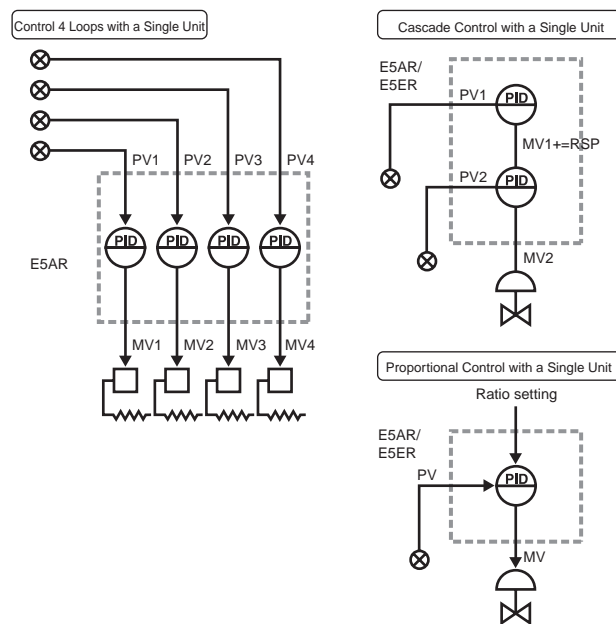 Control 4 Loops with a Single Unit
PV1 PV2 PV3 PV4
PID PID PID PID
E5AR
MV1 MV2 MV3 MV4
Cascade Control with a Single Unit
E5AR/
E5ER
PV1
PID
MV1+=RSP
PV2
PID
MV2
Proportional Control with a Single Unit
Ratio setting
E5AR/
E5ER
PV
PID
MV